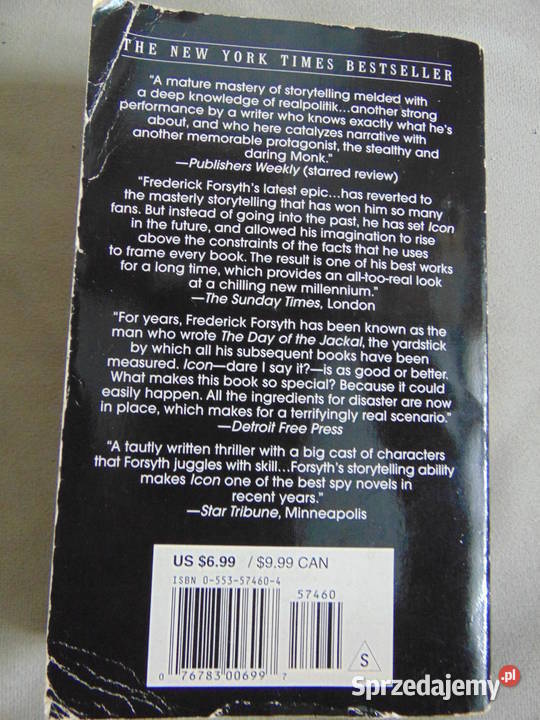 THE NEW YORK TIMES BESTSELLER
"A mature mastery of storytelling melded with
a deep knowledge of realpolitik...another strong
performance by a writer who knows exactly what he's
about, and who here catalyzes narrative with
another memorable protagonist, the stealthy and
daring Monk."
—Publishers Weekly (starred review)
"Frederick Forsyth's latest epic...has reverted to
the masterly storytelling that has won him so many
fans. But instead of going into the past, he has set Icon
in the future, and allowed his imagination to rise
above the constraints of the facts that he uses
to frame every book. The result is one of his best works
for a long time, which provides an all-too-real look
at a chilling new millennium."
—The Sunday Times, London
"For years, Frederick Forsyth has been known as the
man who wrote The Day of the Jackal, the yardstick
by which all his subsequent books have been
measured. Icon—dare I say it?—is as good or better.
What makes this book so special? Because it could
easily happen. All the ingredients for disaster are now
in place, which makes for a terrifyingly real scenario."
—Detroit Free Press
"A tautly written thriller with a big cast of characters
that Forsyth juggles with skill...Forsyth's storytelling ability
makes Icon one of the best spy novels in
recent years."
—Star Tribune, Minneapolis
US $6.99 / $9.99 CAN
ISBN 0-553-57460-4
57460
0 76783 00699 7
S
Sprzedajemy.pl